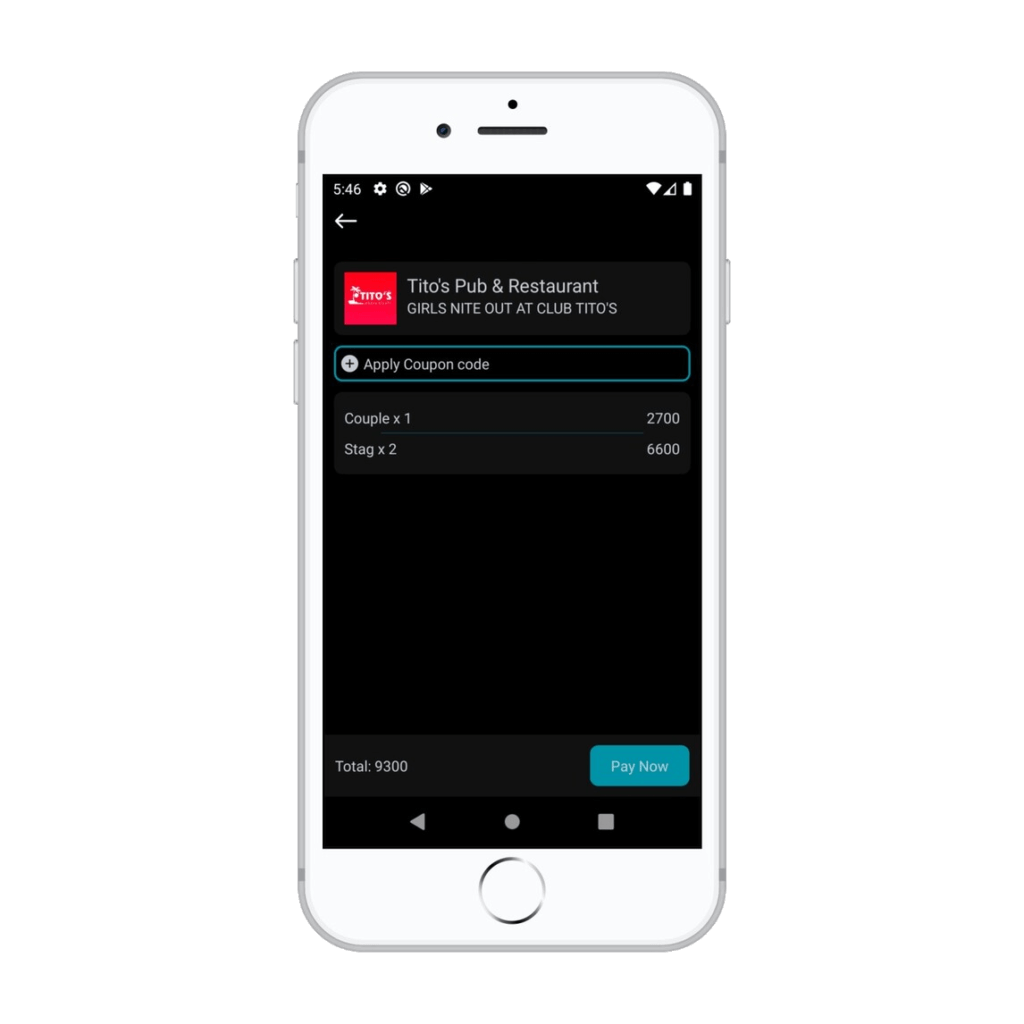 5:46
Tito's Pub & Restaurant
TITO'S
GIRLS NITE OUT AT CLUB TITO'S
Apply Coupon code
Couple x 1 2700
Stag x 2 6600
Total: 9300 Pay Now